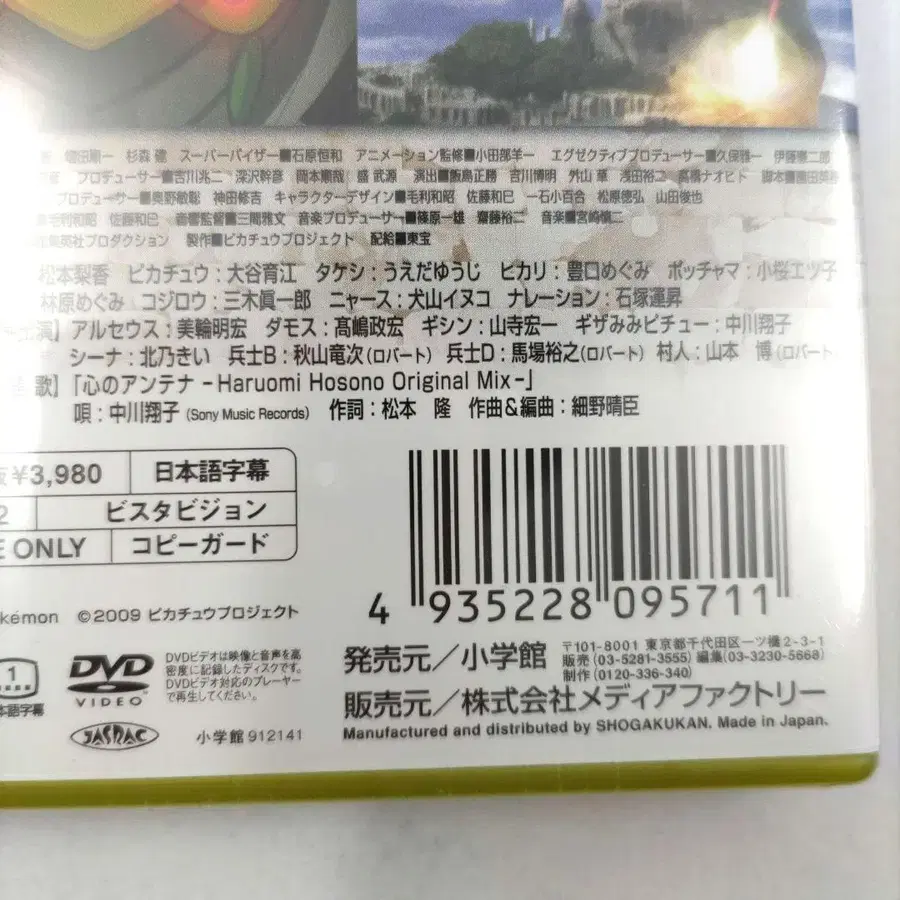 増田順一 杉森 建 スーパーバイザー■石原恒和 アニメーション監修■小田部羊一 エグゼクティブプロデューサー■久保雅一 伊藤憲二郎
プロデューサー■吉川兆二 深沢幹彦 岡本順哉 盛 武源 演出■飯島正勝 宮川博明 外山 草 浅田裕二 高橋ナオヒト 脚本■園田英樹
プロデューサー■奥野敏聡 神田修吉 キャラクターデザイン■毛利和昭 佐藤和巳 一石小百合 松原徳弘 山田俊也
毛利和昭 佐藤和巳 音響監督■三間雅文 音楽プロデューサー■篠原一雄 齋藤裕二 音楽■宮崎慎二
集英社プロダクション 製作■ピカチュウプロジェクト 配給■東宝
松本梨香 ピカチュウ：大谷育江 タケシ：うえだゆうじ ヒカリ：豊口めぐみ ポッチャマ：小桜エツ子
林原めぐみ コジロウ：三木眞一郎 ニャース：犬山イヌコ ナレーション：石塚運昇
演】アルセウス：美輪明宏 ダモス：髙嶋政宏 ギシン：山寺宏一 ギザみみピチュー：中川翔子
シーナ：北乃きい 兵士B：秋山竜次（ロバート） 兵士D：馬場裕之（ロバート） 村人：山本 博（ロバート
歌】「心のアンテナ －Haruomi Hosono Original Mix－」
唄：中川翔子（Sony Music Records） 作詞：松本 隆 作曲＆編曲：細野晴臣
¥3,980 日本語字幕
2 ビスタビジョン
ONLY コピーガード
4 935228 095711
okémon ©2009 ピカチュウプロジェクト
1
本語字幕
DVD
VIDEO
DVDビデオは映像と音声を高
密度に記録したディスクです。
DVDビデオ対応のプレーヤー
で再生してください。
JASRAC
小学館 912141
発売元／小学館
〒101-8001 東京都千代田区一ツ橋2-3-1
販売（03-5281-3555） 編集（03-3230-5668）
制作（0120-336-340）
販売元／株式会社メディアファクトリー
Manufactured and distributed by SHOGAKUKAN. Made in Japan.